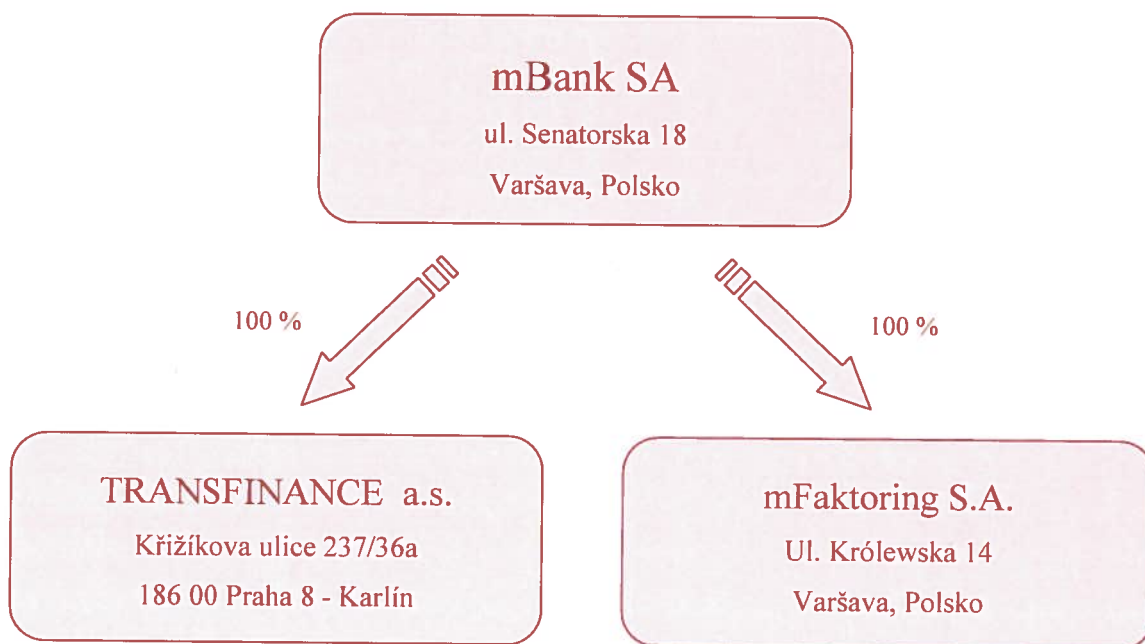 mBank SA
ul. Senatorska 18
Varšava, Polsko
100 %
100 %
TRANSFINANCE a.s.
Křižíkova ulice 237/36a
186 00 Praha 8 - Karlín
mFaktoring S.A.
Ul. Królewska 14
Varšava, Polsko